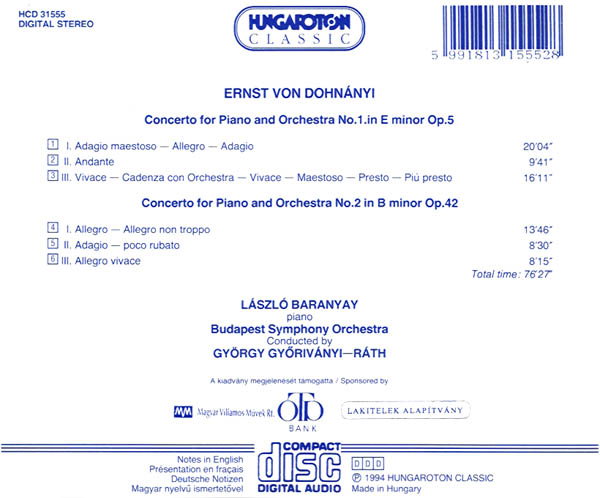 HCD 31555
DIGITAL STEREO
HUNGAROTON
CLASSIC
5 991813 155528
ERNST VON DOHNÁNYI
Concerto for Piano and Orchestra No.1.in E minor Op.5
1 I. Adagio maestoso — Allegro — Adagio 20'04"
2 II. Andante 9'41"
3 III. Vivace — Cadenza con Orchestra — Vivace — Maestoso — Presto — Piú presto 16'11"
Concerto for Piano and Orchestra No.2 in B minor Op.42
4 I. Allegro — Allegro non troppo 13'46"
5 II. Adagio — poco rubato 8'30"
6 III. Allegro vivace 8'15"
Total time: 76'27"
LÁSZLÓ BARANYAY
piano
Budapest Symphony Orchestra
Conducted by
GYÖRGY GYŐRIVÁNYI—RÁTH
A kiadvány megjelenését támogatta / Sponsored by
MM Magyar Villamos Művek Rt.
OTP
BANK
LAKITELEK ALAPÍTVÁNY
Notes in English
Présentation en français
Deutsche Notizen
Magyar nyelvű ismertetővel
COMPACT
disc
DIGITAL AUDIO
DDD
℗ 1994 HUNGAROTON CLASSIC
Made in Hungary